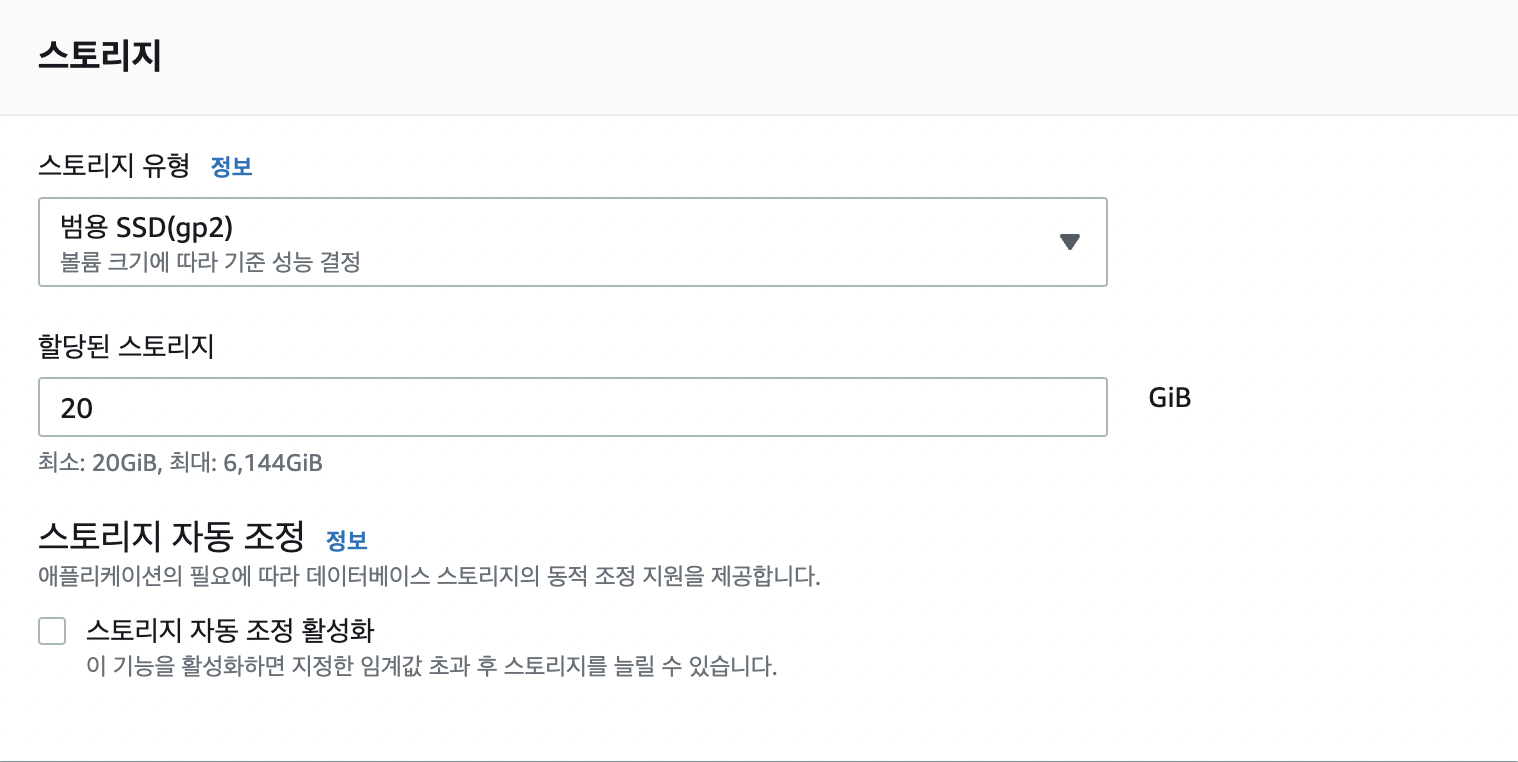 스토리지
스토리지 유형 정보
범용 SSD(gp2)
볼륨 크기에 따라 기준 성능 결정
할당된 스토리지
20 GiB
최소: 20GiB, 최대: 6,144GiB
스토리지 자동 조정 정보
애플리케이션의 필요에 따라 데이터베이스 스토리지의 동적 조정 지원을 제공합니다.
스토리지 자동 조정 활성화
이 기능을 활성화하면 지정한 임계값 초과 후 스토리지를 늘릴 수 있습니다.